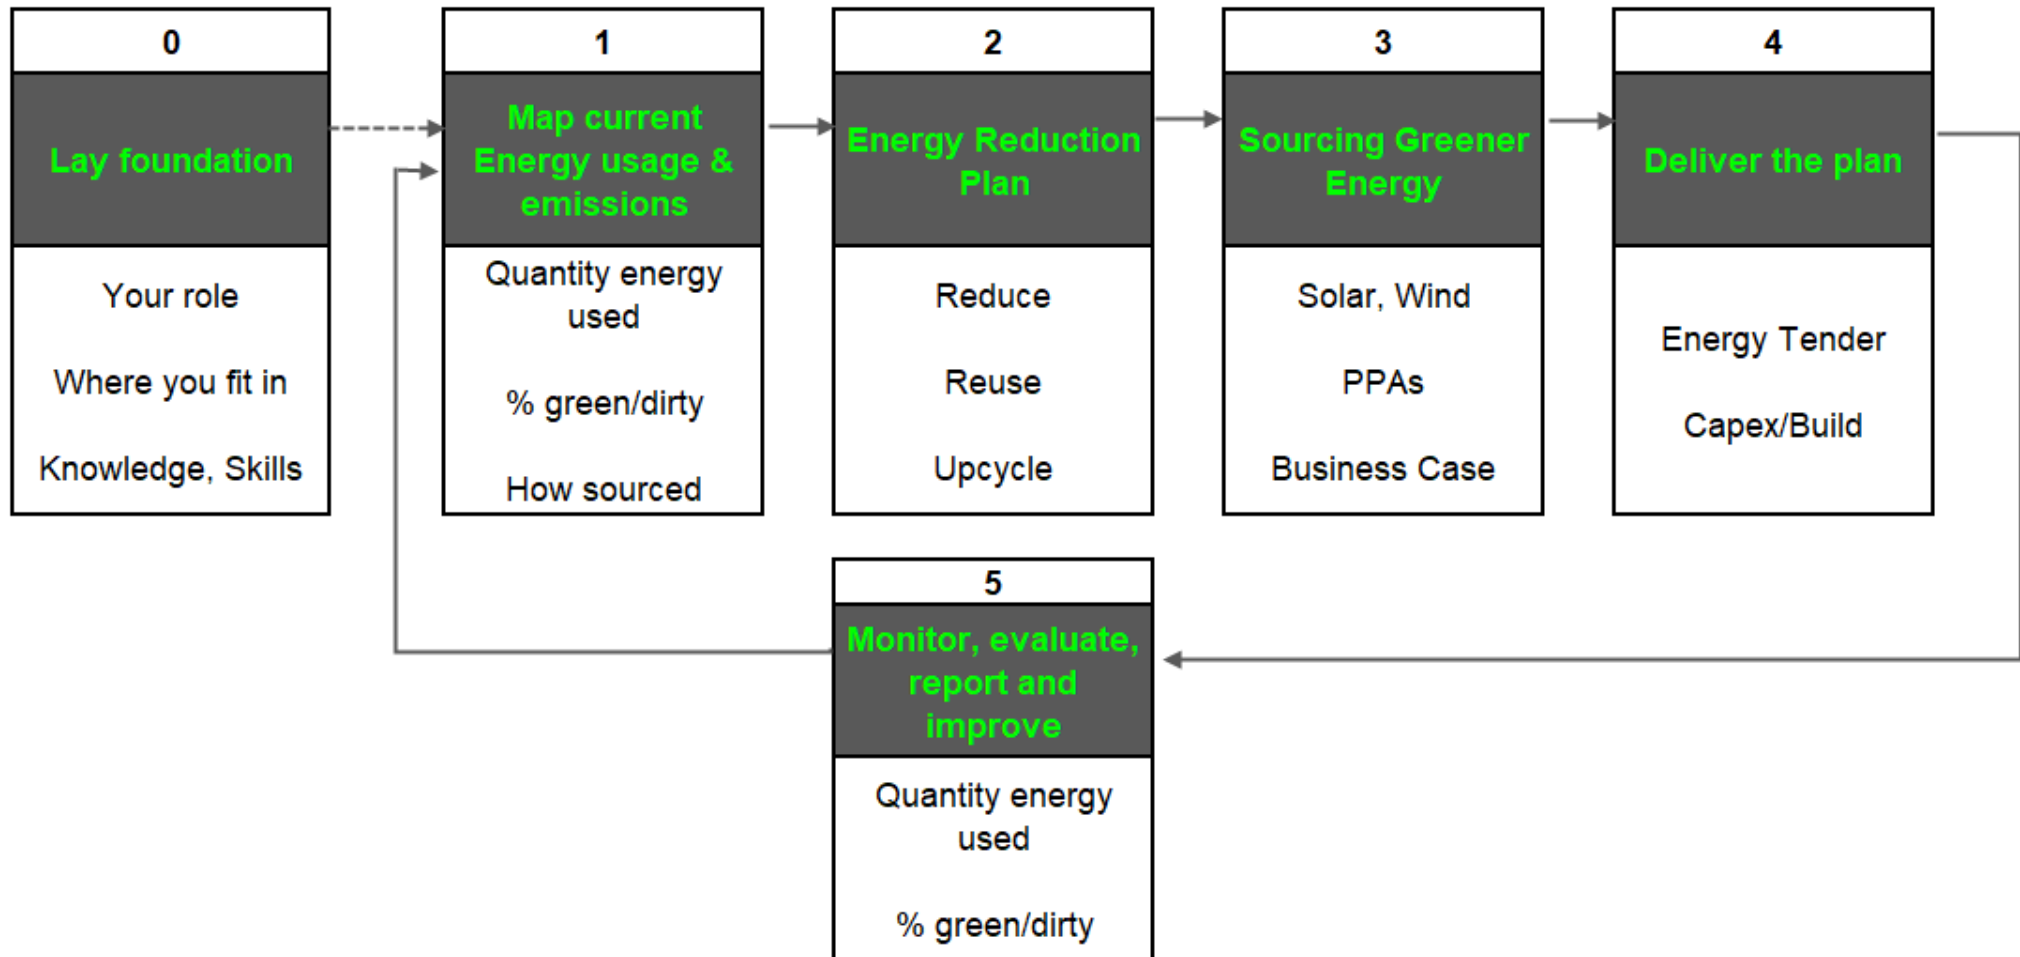 0
Lay foundation
Your role
Where you fit in
Knowledge, Skills
1
Map current
Energy usage &
emissions
Quantity energy
used
% green/dirty
How sourced
2
Energy Reduction
Plan
Reduce
Reuse
Upcycle
3
Sourcing Greener
Energy
Solar, Wind
PPAs
Business Case
4
Deliver the plan
Energy Tender
Capex/Build
5
Monitor, evaluate,
report and
improve
Quantity energy
used
% green/dirty